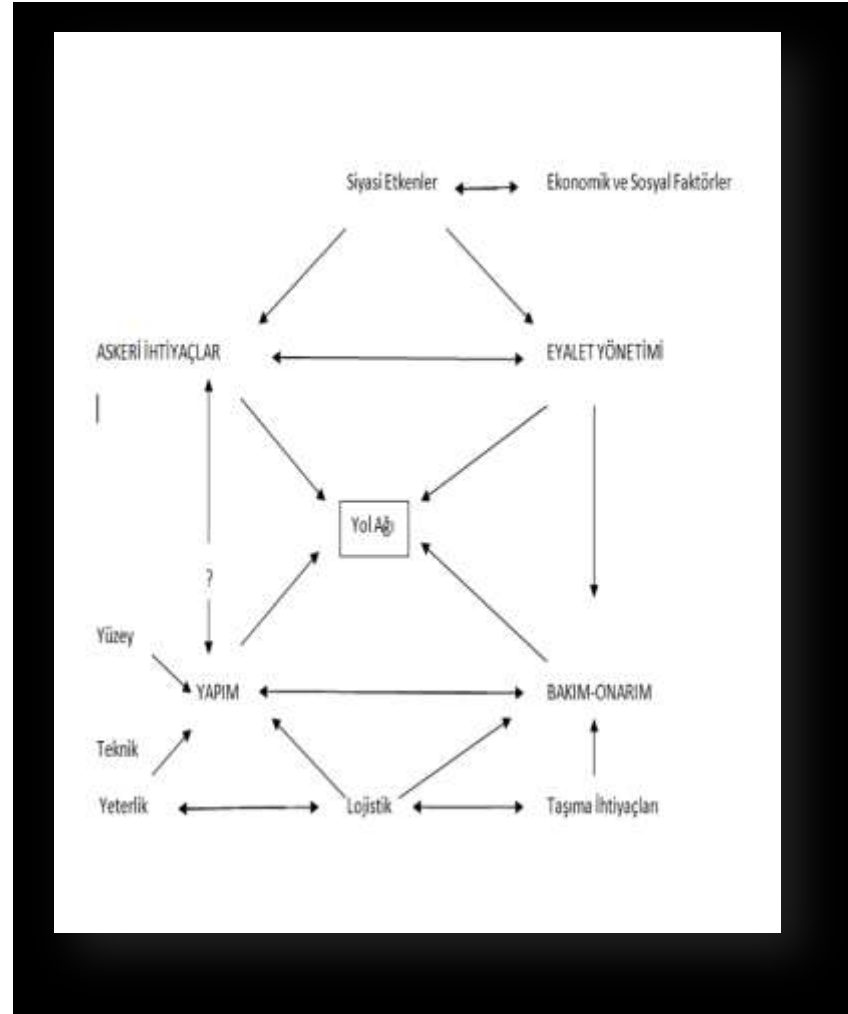 Siyasi Etkenler Ekonomik ve Sosyal Faktörler
ASKERİ İHTİYAÇLAR EYALET YÖNETİMİ
Yol Ağı
?
Yüzey
YAPIM BAKIM-ONARIM
Teknik
Yeterlik Lojistik Taşıma İhtiyaçları